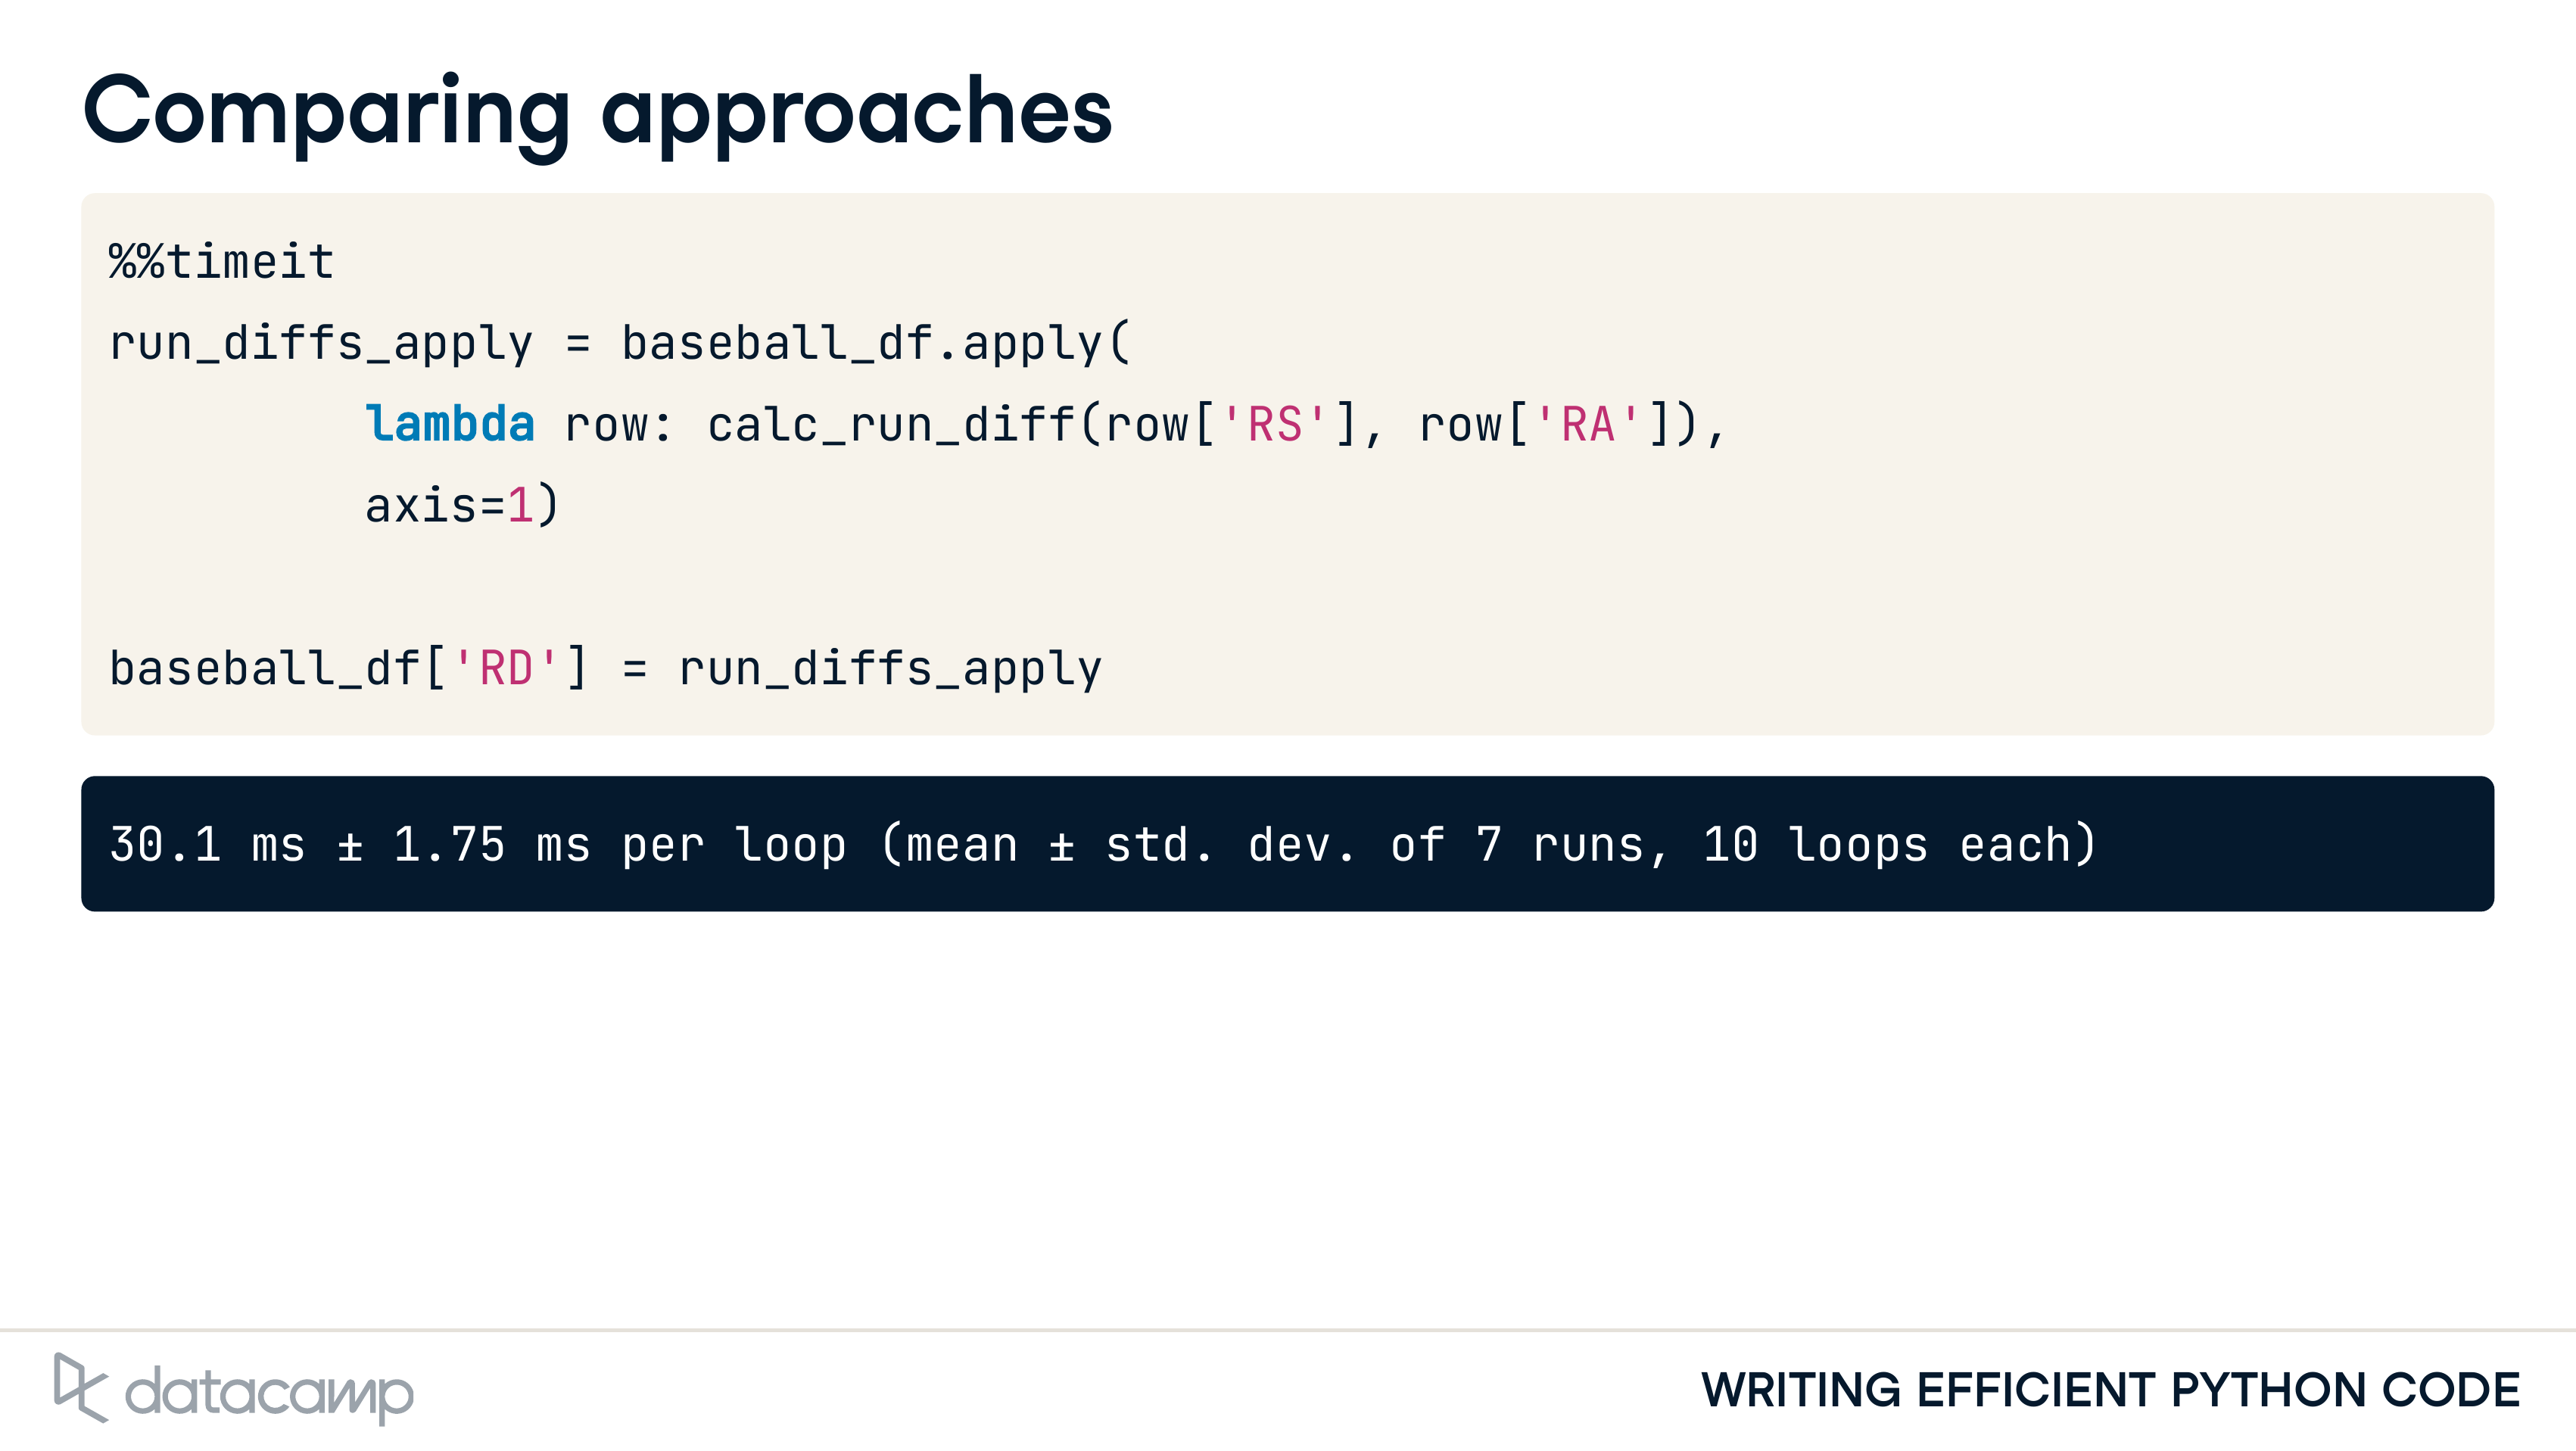 Comparing approaches
%%timeit
run_diffs_apply = baseball_df.apply(
lambda row: calc_run_diff(row['RS'], row['RA']),
axis=1)
baseball_df['RD'] = run_diffs_apply
30.1 ms ± 1.75 ms per loop (mean ± std. dev. of 7 runs, 10 loops each)
datacamp
WRITING EFFICIENT PYTHON CODE